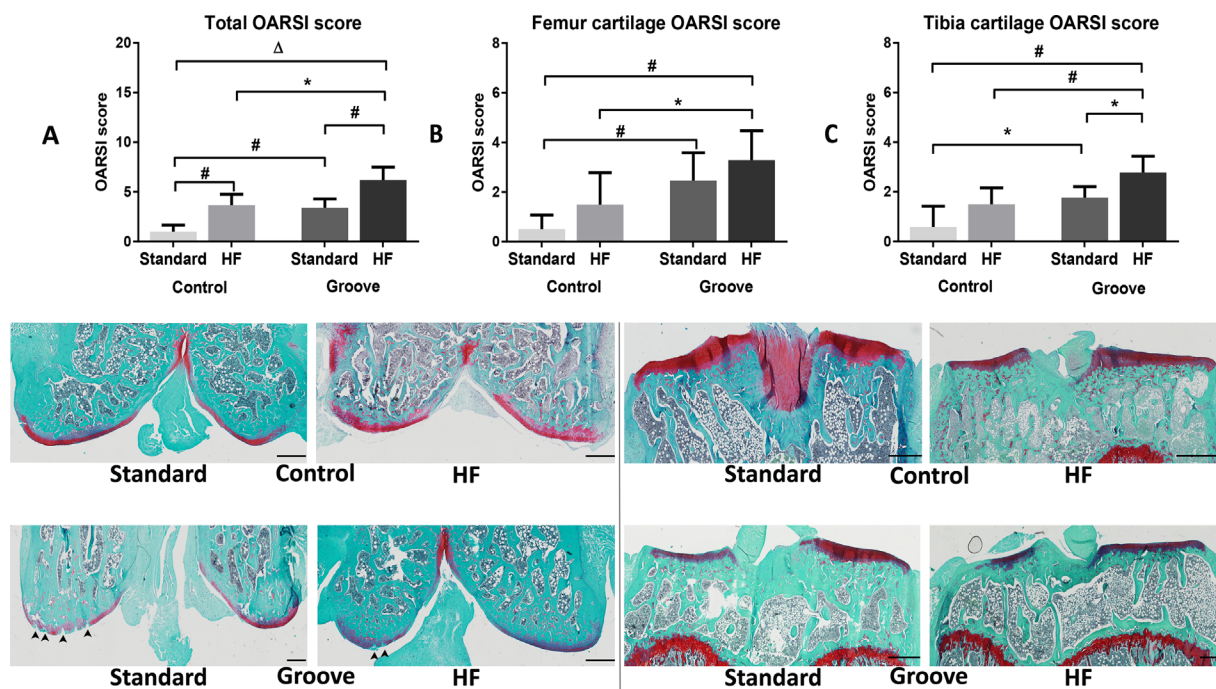 Total OARSI score
Femur cartilage OARSI score
Tibia cartilage OARSI score
A
OARSI score
20
15
10
5
0
Δ
*
#
#
#
Standard HF Standard HF
Control Groove
B
OARSI score
8
6
4
2
0
#
*
#
Standard HF Standard HF
Control Groove
C
OARSI score
8
6
4
2
0
#
#
*
*
Standard HF Standard HF
Control Groove
Standard Control HF
Standard Control HF
Standard Groove HF
Standard Groove HF